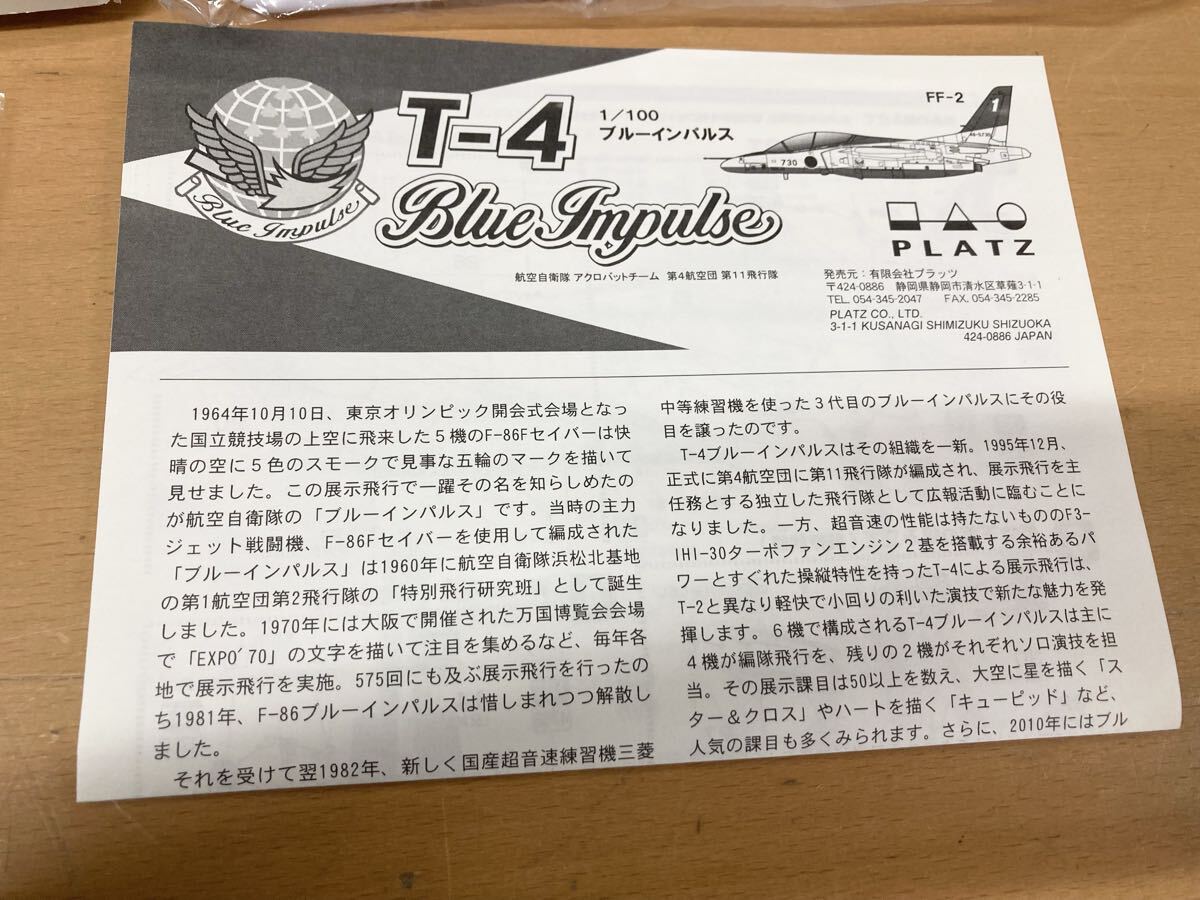 Blue Impulse
T-4
1/100
ブルーインパルス
FF-2
1
730
Blue Impulse
航空自衛隊 アクロバットチーム 第4航空団 第11飛行隊
PLATZ
発売元:有限会社プラッツ
〒424-0886 静岡県静岡市清水区草薙3-1-1
TEL. 054-345-2047 FAX. 054-345-2285
PLATZ CO., LTD.
3-1-1 KUSANAGI SHIMIZUKU SHIZUOKA
424-0886 JAPAN
1964年10月10日、東京オリンピック開会式会場となっ
た国立競技場の上空に飛来した5機のF-86Fセイバーは快
晴の空に5色のスモークで見事な五輪のマークを描いて
見せました。この展示飛行で一躍その名を知らしめたの
が航空自衛隊の「ブルーインパルス」です。当時の主力
ジェット戦闘機、F-86Fセイバーを使用して編成された
「ブルーインパルス」は1960年に航空自衛隊浜松北基地
の第1航空団第2飛行隊の「特別飛行研究班」として誕生
しました。1970年には大阪で開催された万国博覧会会場
で「EXPO'70」の文字を描いて注目を集めるなど、毎年各
地で展示飛行を実施。575回にも及ぶ展示飛行を行ったの
ち1981年、F-86ブルーインパルスは惜しまれつつ解散し
ました。
それを受けて翌1982年、新しく国産超音速練習機三菱
中等練習機を使った3代目のブルーインパルスにその役
目を譲ったのです。
T-4ブルーインパルスはその組織を一新。1995年12月、
正式に第4航空団に第11飛行隊が編成され、展示飛行を主
任務とする独立した飛行隊として広報活動に臨むことに
なりました。一方、超音速の性能は持たないもののF3-
IHI-30ターボファンエンジン2基を搭載する余裕あるパ
ワーとすぐれた操縦特性を持ったT-4による展示飛行は、
T-2と異なり軽快で小回りの利いた演技で新たな魅力を発
揮します。6機で構成されるT-4ブルーインパルスは主に
4機が編隊飛行を、残りの2機がそれぞれソロ演技を担
当。その展示課目は50以上を数え、大空に星を描く「ス
ター&クロス」やハートを描く「キューピッド」など、
人気の課目も多くみられます。さらに、2010年にはブル